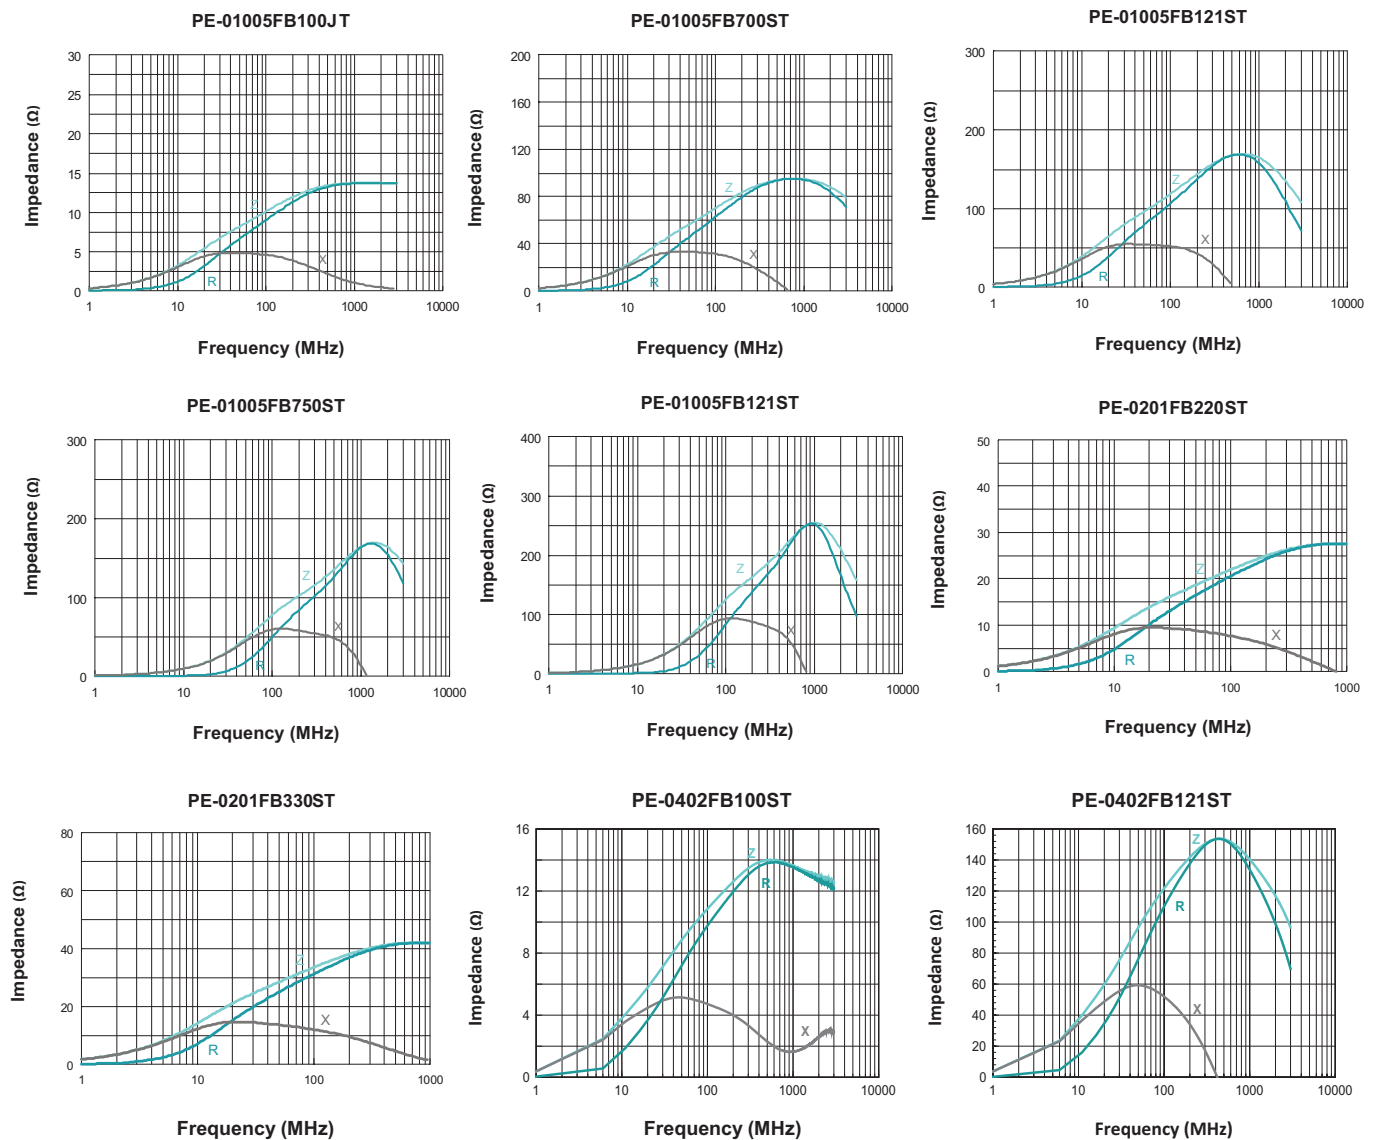 PE-01005FB100JT
Impedance (Ω)
30
25
20
15
10
5
0
Z
X
R
1 10 100 1000 10000
Frequency (MHz)
PE-01005FB700ST
Impedance (Ω)
200
160
120
80
40
0
Z
X
R
1 10 100 1000 10000
Frequency (MHz)
PE-01005FB121ST
Impedance (Ω)
300
200
100
0
Z
X
R
1 10 100 1000 10000
Frequency (MHz)
PE-01005FB750ST
Impedance (Ω)
300
200
100
0
Z
X
R
1 10 100 1000 10000
Frequency (MHz)
PE-01005FB121ST
Impedance (Ω)
400
300
200
100
0
Z
X
R
1 10 100 1000 10000
Frequency (MHz)
PE-0201FB220ST
Impedance (Ω)
50
40
30
20
10
0
Z
X
R
1 10 100 1000
Frequency (MHz)
PE-0201FB330ST
Impedance (Ω)
80
60
40
20
0
Z
X
R
1 10 100 1000
Frequency (MHz)
PE-0402FB100ST
Impedance (Ω)
16
12
8
4
0
Z
R
X
1 10 100 1000 10000
Frequency (MHz)
PE-0402FB121ST
Impedance (Ω)
160
140
120
100
80
60
40
20
0
Z
R
X
1 10 100 1000 10000
Frequency (MHz)